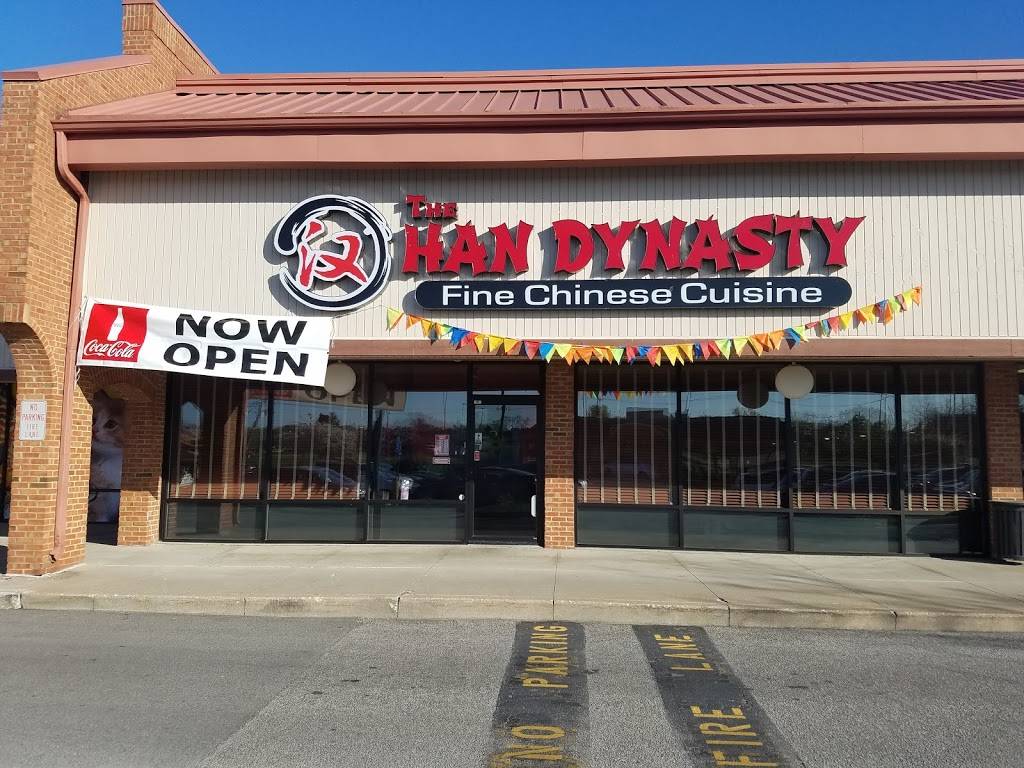 汉
THE
HAN DYNASTY
Fine Chinese Cuisine
Coca-Cola
NOW
OPEN
NO
PARKING
FIRE
LANE
NO PARKING
FIRE LANE